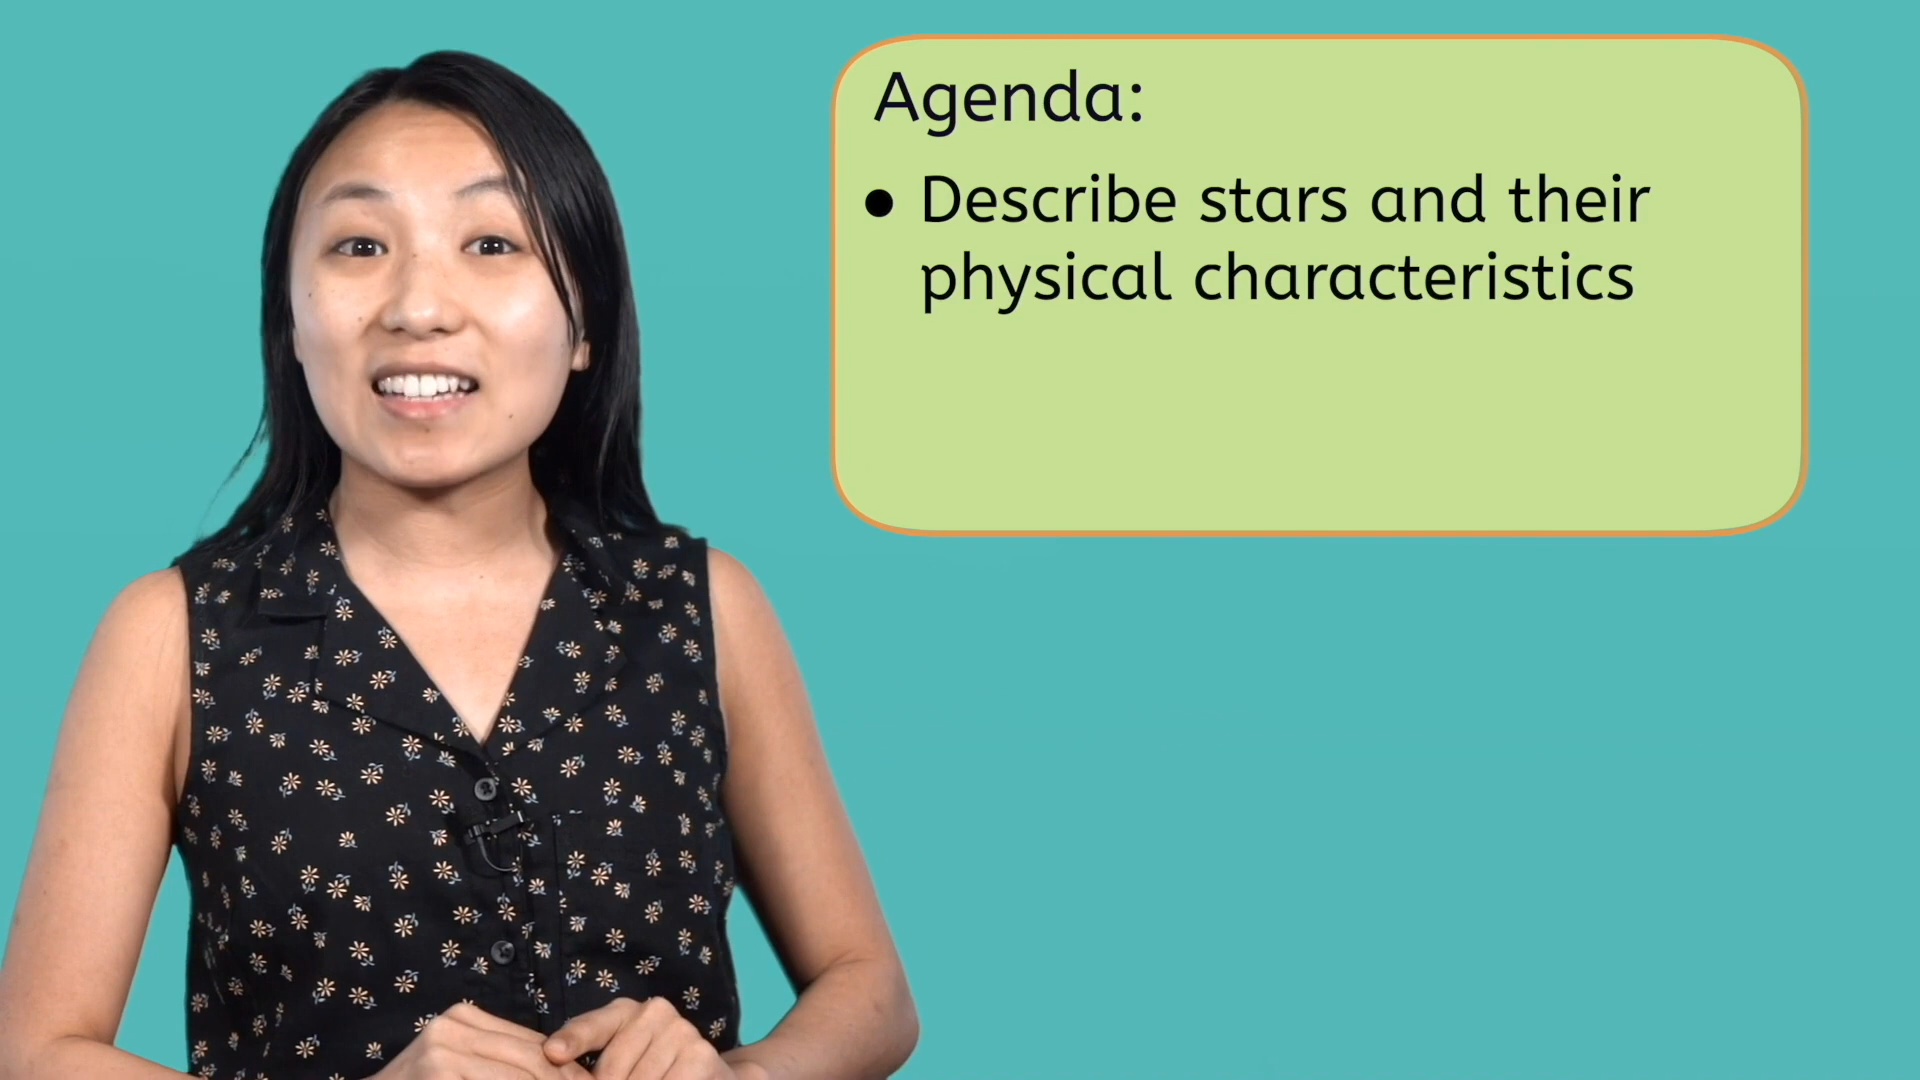 Agenda:
● Describe stars and their
physical characteristics